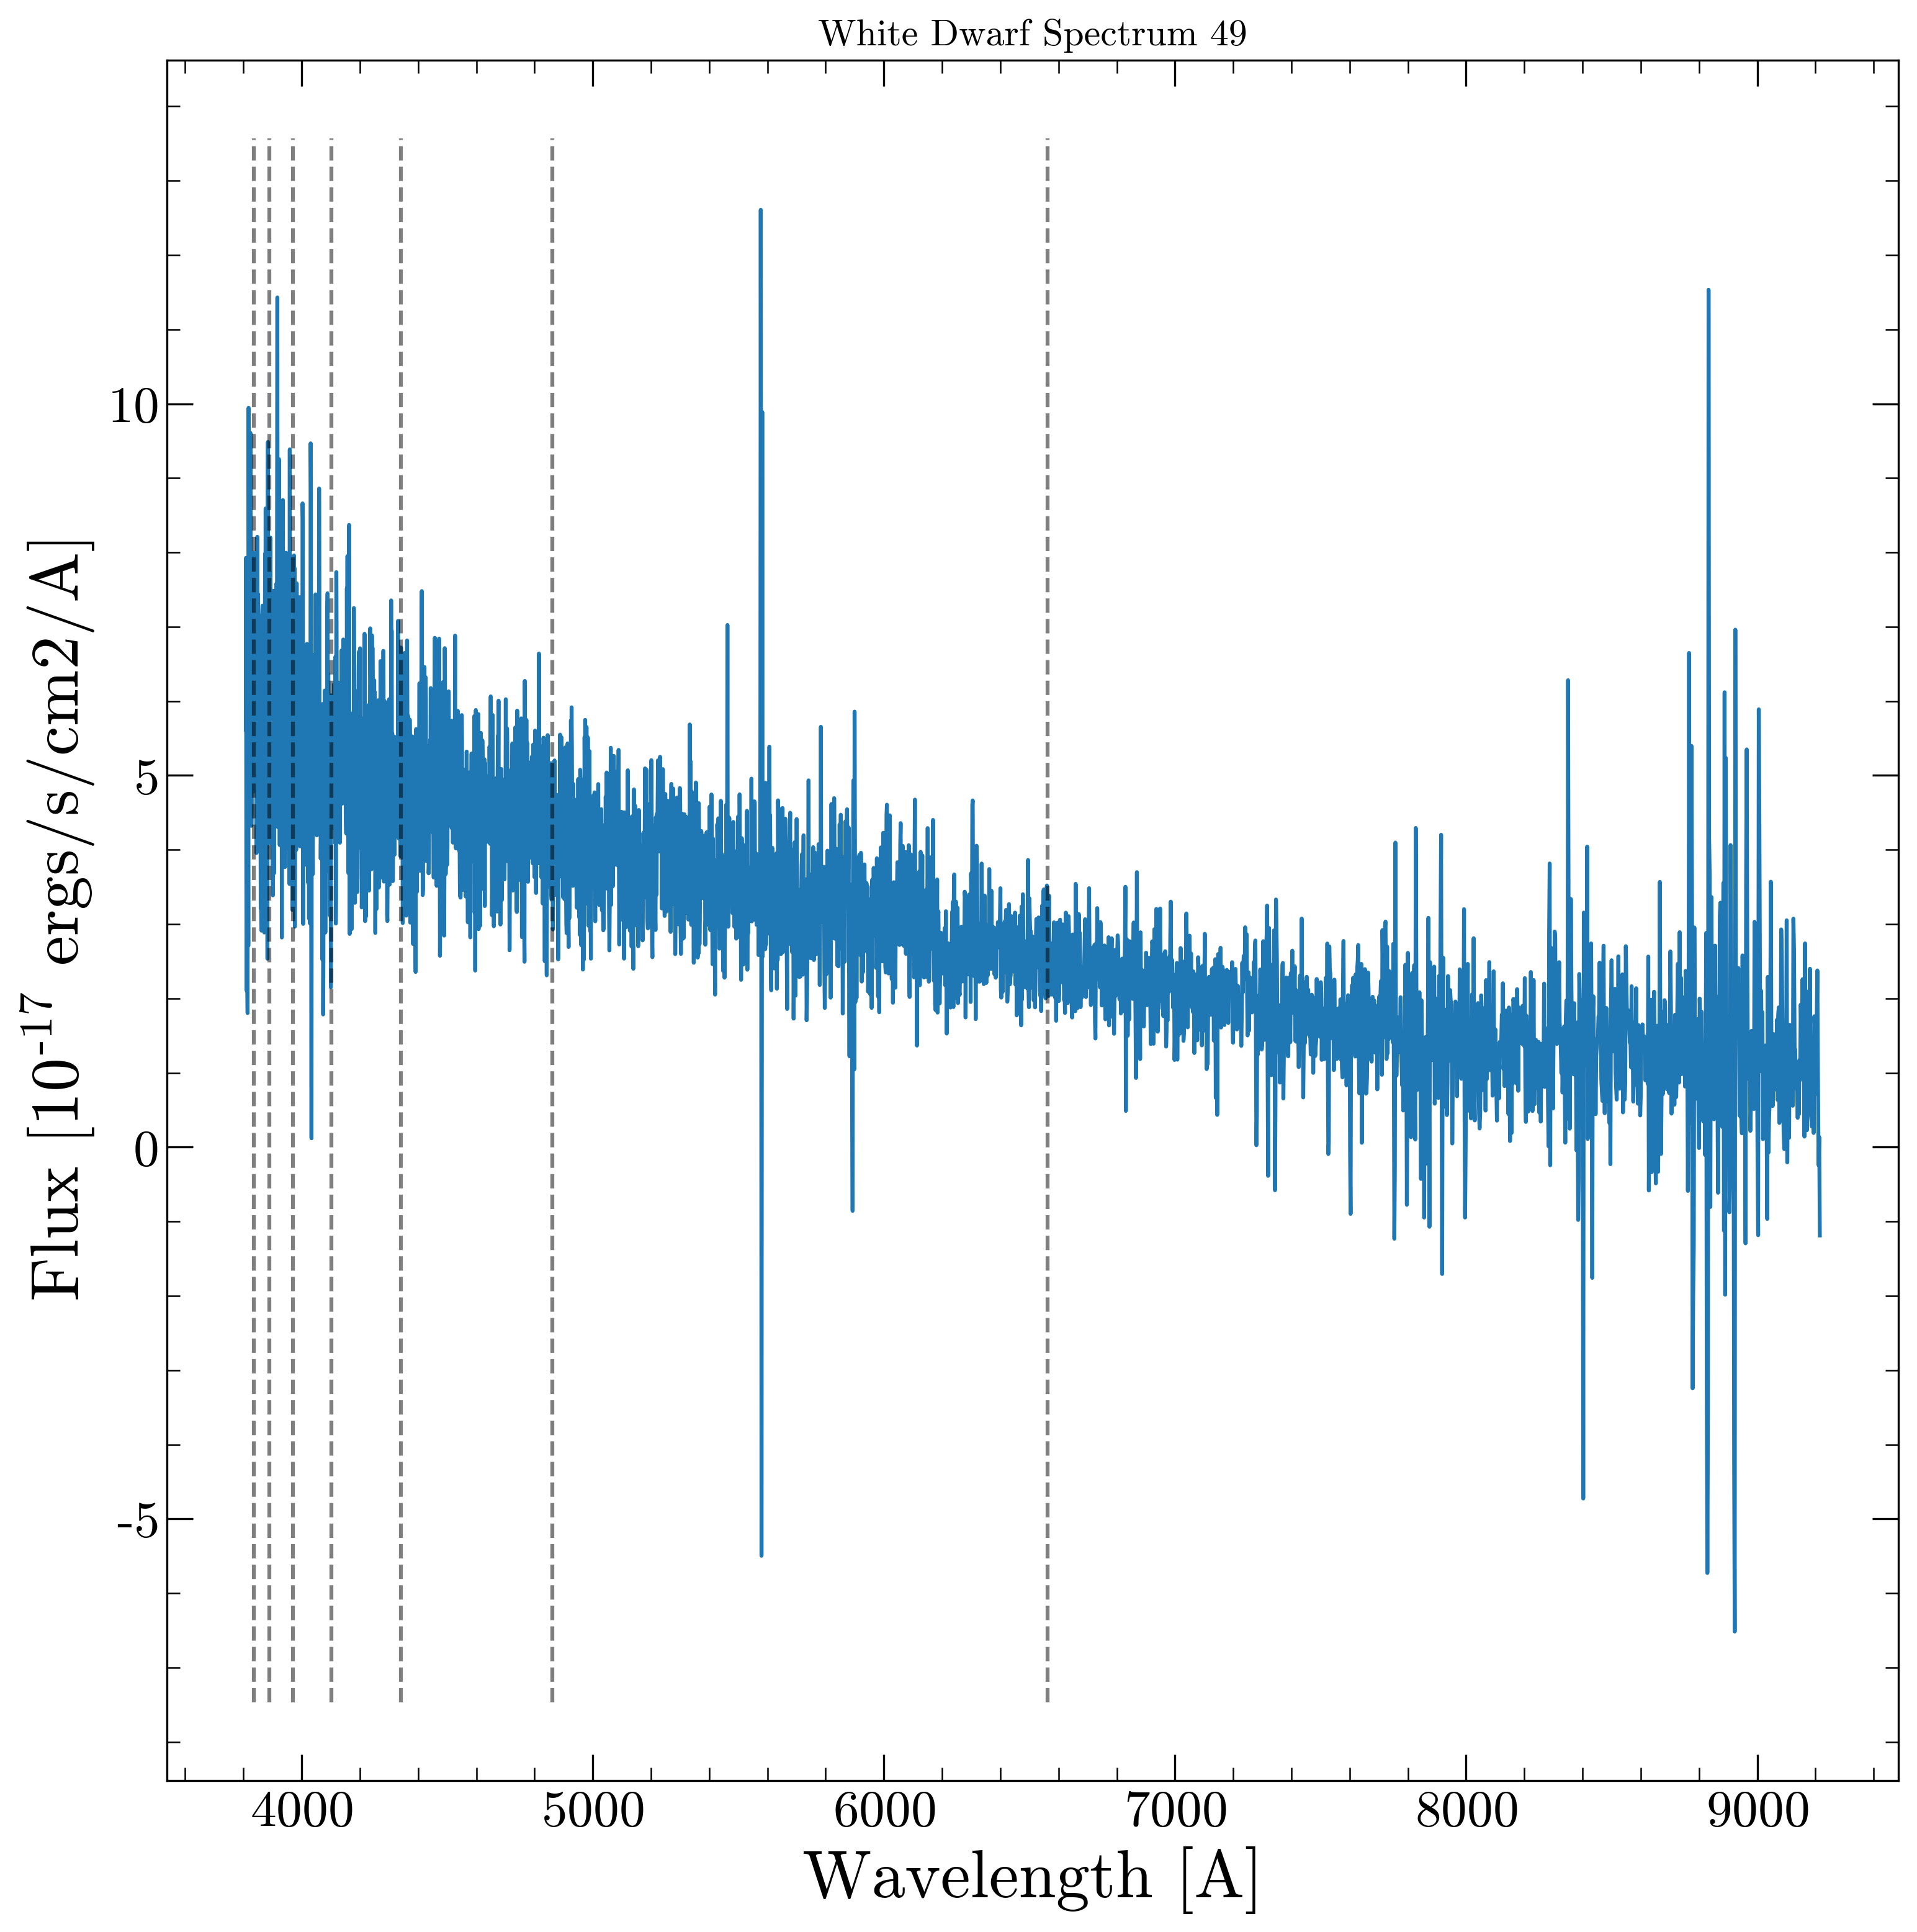 White Dwarf Spectrum 49
Flux [10-17 ergs/s/cm2/A]
10
5
0
-5
4000 5000 6000 7000 8000 9000
Wavelength [A]